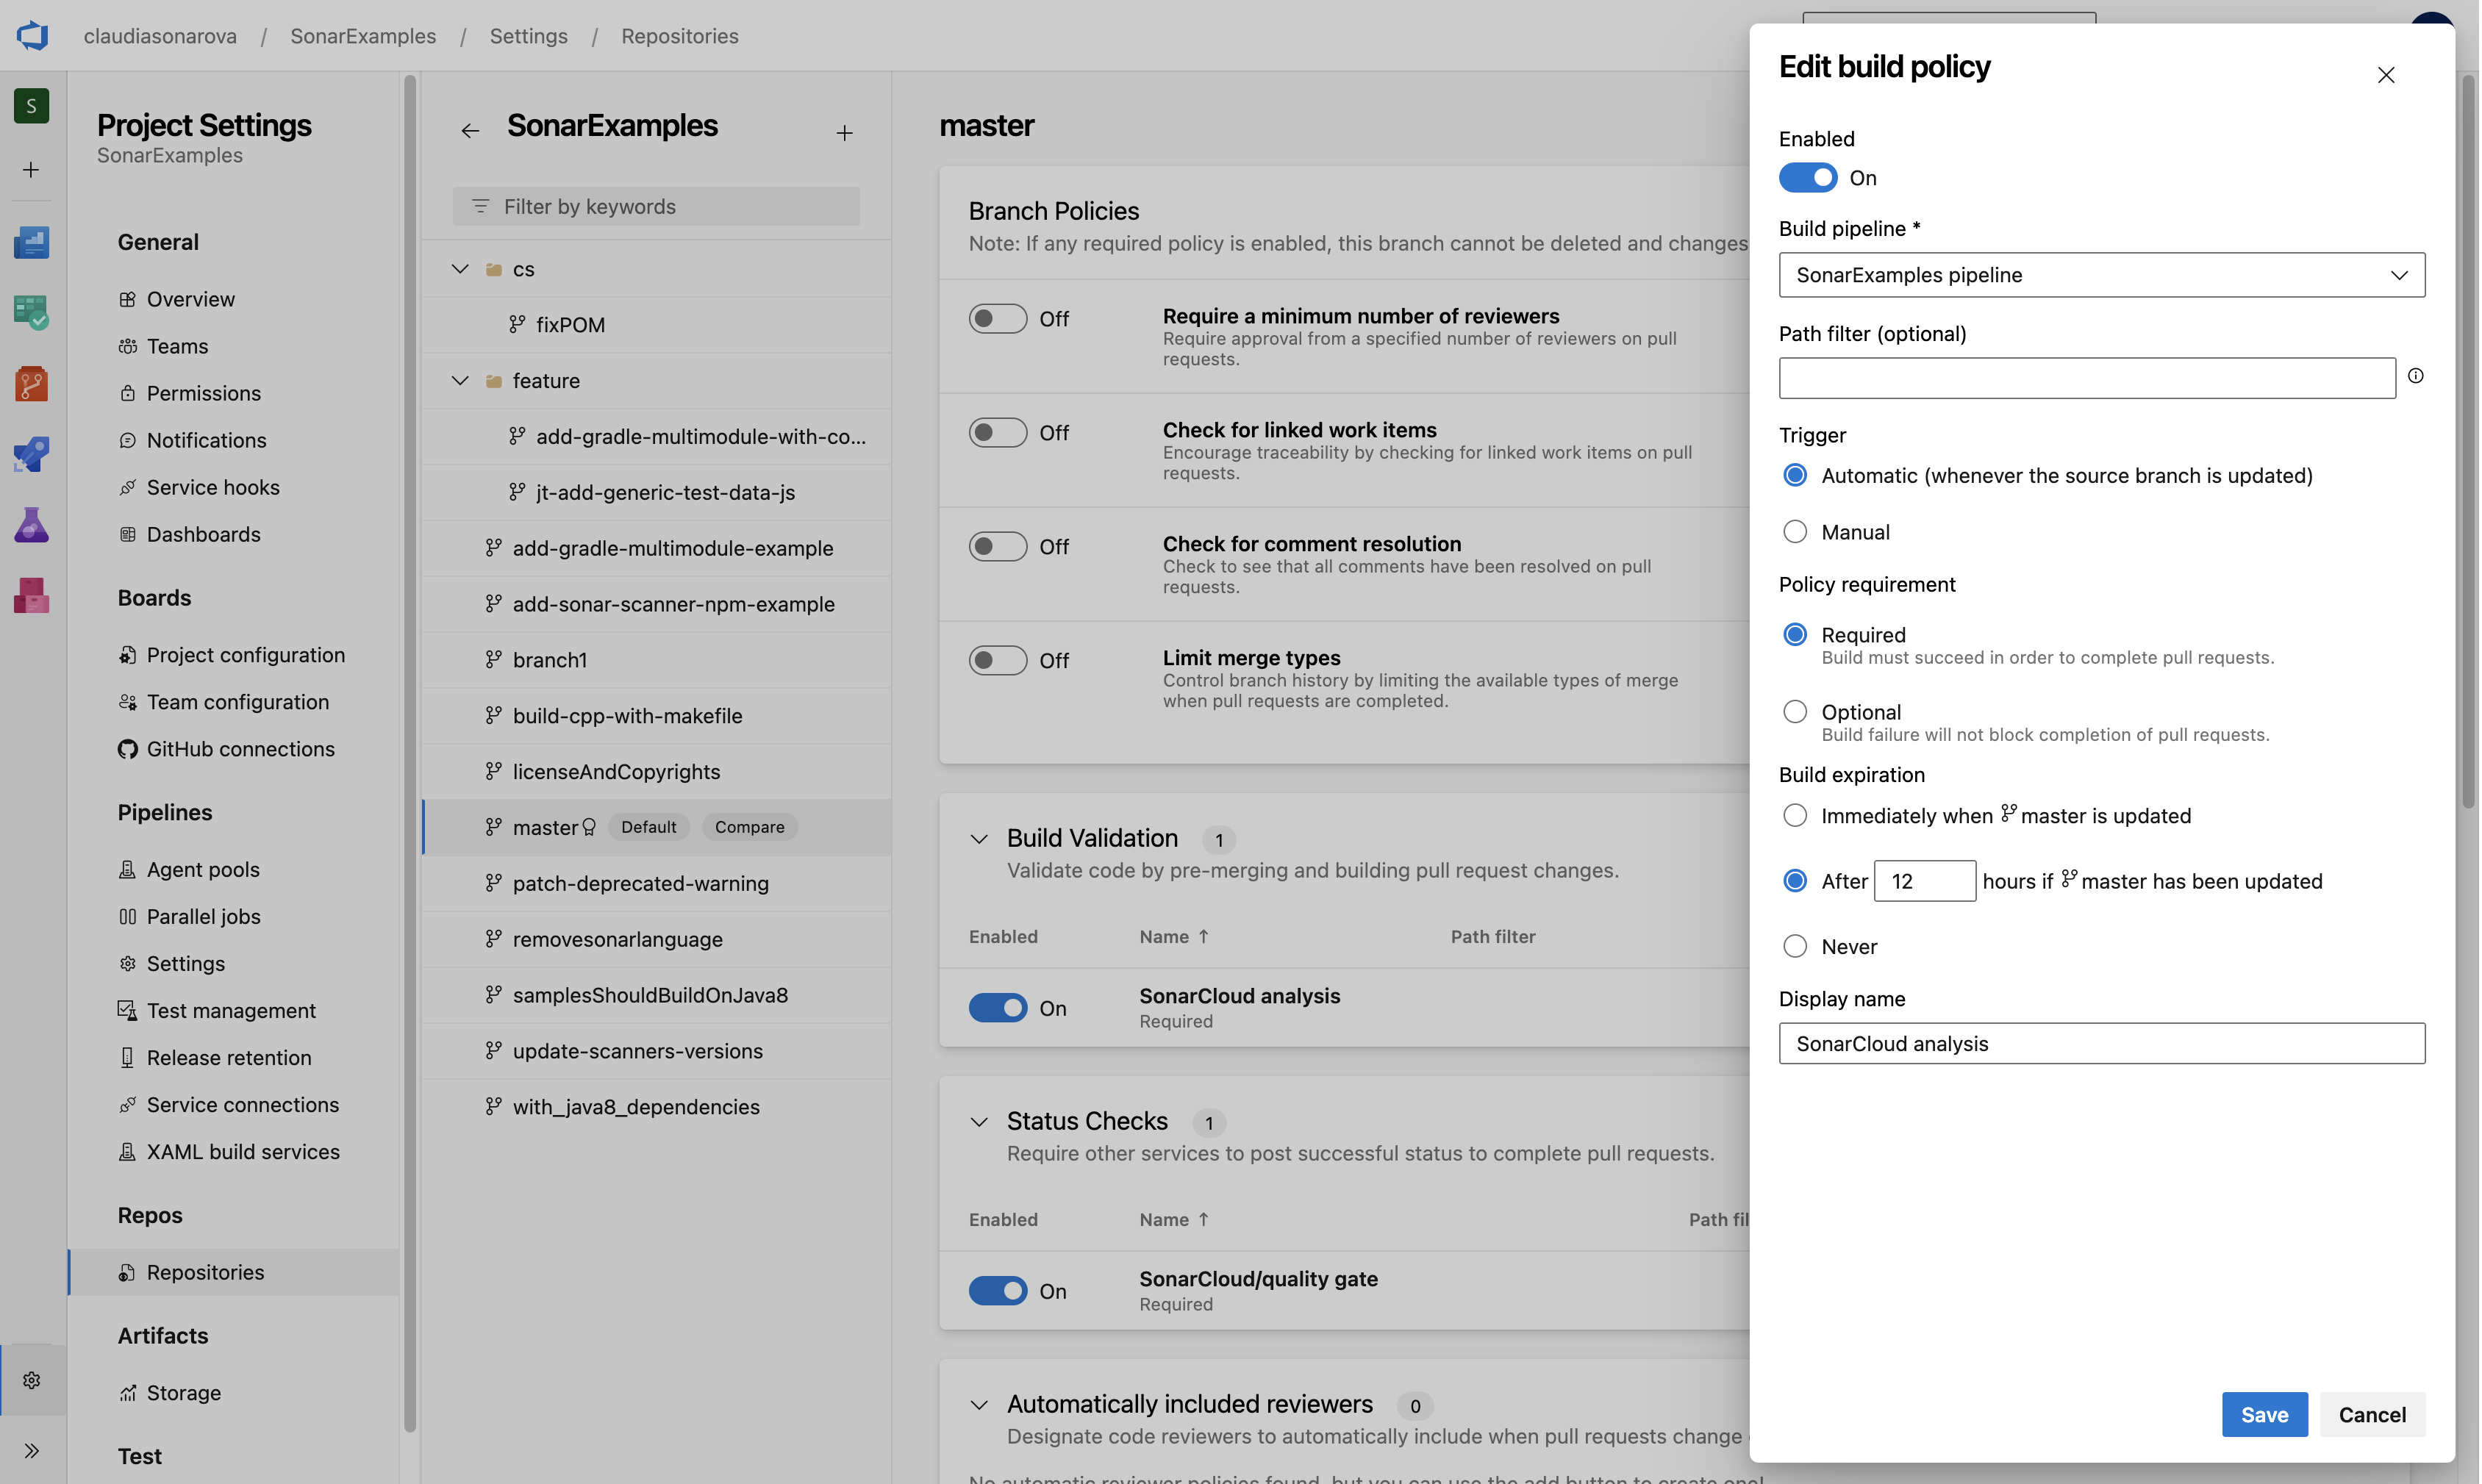 claudiasonarova / SonarExamples / Settings / Repositories
S
Project Settings
SonarExamples
General
Overview
Teams
Permissions
Notifications
Service hooks
Dashboards
Boards
Project configuration
Team configuration
GitHub connections
Pipelines
Agent pools
Parallel jobs
Settings
Test management
Release retention
Service connections
XAML build services
Repos
Repositories
Artifacts
Storage
Test
SonarExamples
Filter by keywords
cs
fixPOM
feature
add-gradle-multimodule-with-co...
jt-add-generic-test-data-js
add-gradle-multimodule-example
add-sonar-scanner-npm-example
branch1
build-cpp-with-makefile
licenseAndCopyrights
master Default Compare
patch-deprecated-warning
removesonarlanguage
samplesShouldBuildOnJava8
update-scanners-versions
with_java8_dependencies
master
Branch Policies
Note: If any required policy is enabled, this branch cannot be deleted and changes
Off
Require a minimum number of reviewers
Require approval from a specified number of reviewers on pull
requests.
Off
Check for linked work items
Encourage traceability by checking for linked work items on pull
requests.
Off
Check for comment resolution
Check to see that all comments have been resolved on pull
requests.
Off
Limit merge types
Control branch history by limiting the available types of merge
when pull requests are completed.
Build Validation 1
Validate code by pre-merging and building pull request changes.
Enabled Name ↑ Path filter
On SonarCloud analysis
Required
Status Checks 1
Require other services to post successful status to complete pull requests.
Enabled Name ↑ Path fil
On SonarCloud/quality gate
Required
Automatically included reviewers 0
Designate code reviewers to automatically include when pull requests change
No automatic reviewer policies found, but you can use the add button to create one!
Edit build policy
Enabled
On
Build pipeline *
SonarExamples pipeline
Path filter (optional)
Trigger
Automatic (whenever the source branch is updated)
Manual
Policy requirement
Required
Build must succeed in order to complete pull requests.
Optional
Build failure will not block completion of pull requests.
Build expiration
Immediately when master is updated
After 12 hours if master has been updated
Never
Display name
SonarCloud analysis
Save Cancel